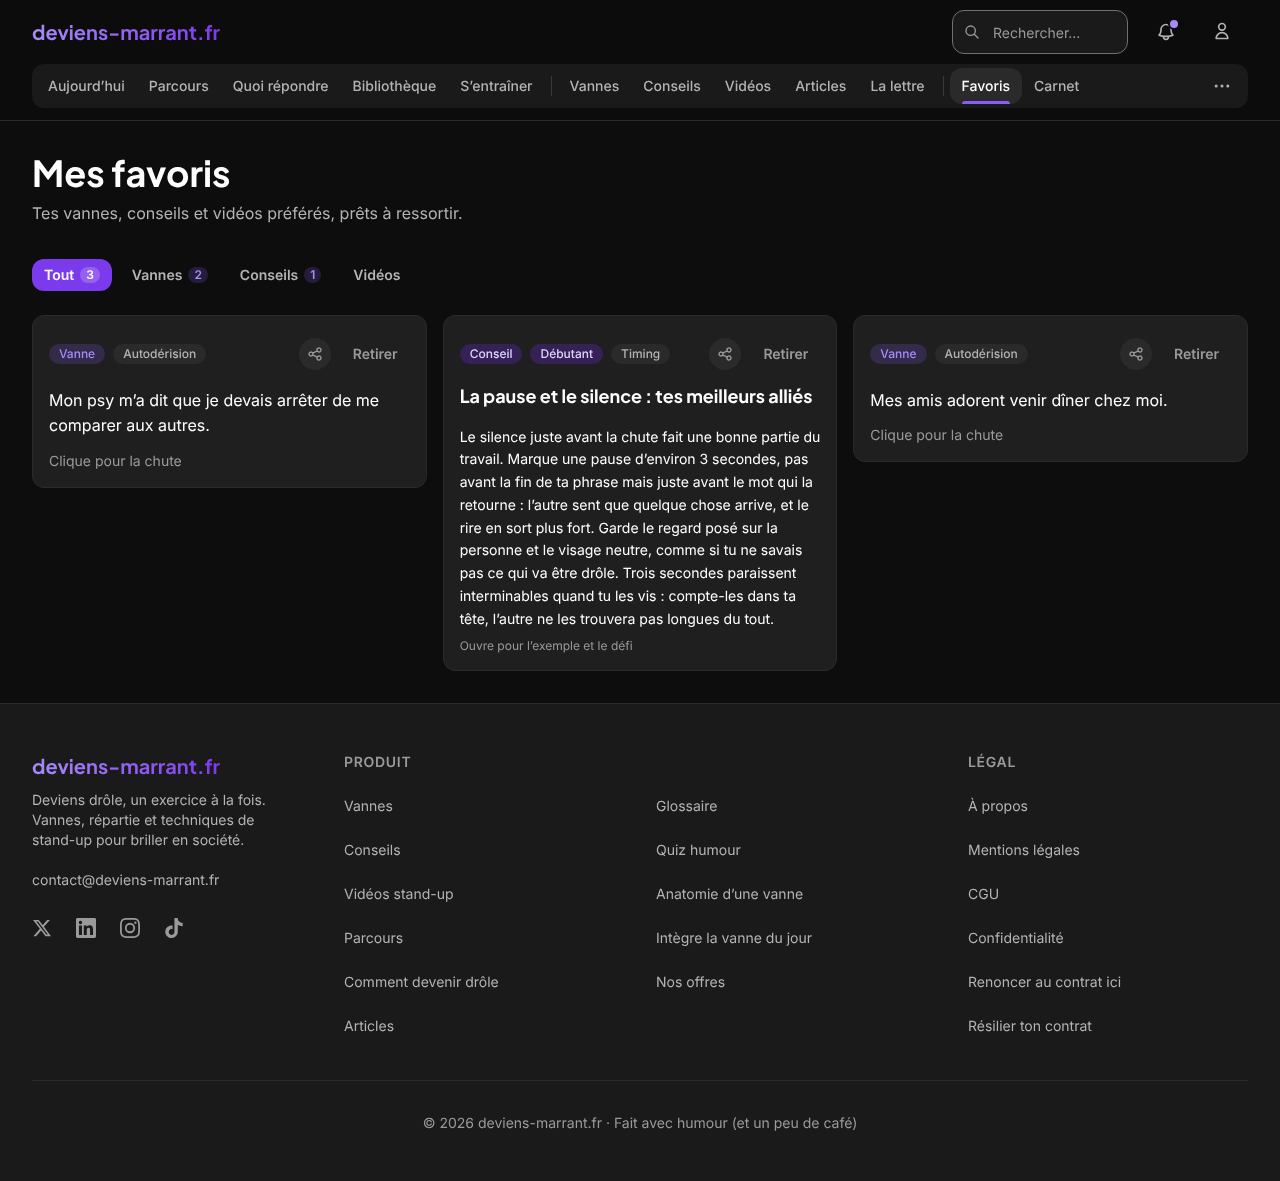 deviens-marrant.fr
Rechercher...
Aujourd’hui Parcours Quoi répondre Bibliothèque S’entraîner Vannes Conseils Vidéos Articles La lettre Favoris Carnet
Mes favoris
Tes vannes, conseils et vidéos préférés, prêts à ressortir.
Tout 3 Vannes 2 Conseils 1 Vidéos
Vanne Autodérision Retirer
Mon psy m’a dit que je devais arrêter de me
comparer aux autres.
Clique pour la chute
Conseil Débutant Timing Retirer
La pause et le silence : tes meilleurs alliés
Le silence juste avant la chute fait une bonne partie du
travail. Marque une pause d’environ 3 secondes, pas
avant la fin de ta phrase mais juste avant le mot qui la
retourne : l’autre sent que quelque chose arrive, et le
rire en sort plus fort. Garde le regard posé sur la
personne et le visage neutre, comme si tu ne savais
pas ce qui va être drôle. Trois secondes paraissent
interminables quand tu les vis : compte-les dans ta
tête, l’autre ne les trouvera pas longues du tout.
Ouvre pour l’exemple et le défi
Vanne Autodérision Retirer
Mes amis adorent venir dîner chez moi.
Clique pour la chute
deviens-marrant.fr
Deviens drôle, un exercice à la fois.
Vannes, répartie et techniques de
stand-up pour briller en société.
contact@deviens-marrant.fr
PRODUIT
Vannes
Conseils
Vidéos stand-up
Parcours
Comment devenir drôle
Articles
Glossaire
Quiz humour
Anatomie d’une vanne
Intègre la vanne du jour
Nos offres
LÉGAL
À propos
Mentions légales
CGU
Confidentialité
Renoncer au contrat ici
Résilier ton contrat
© 2026 deviens-marrant.fr · Fait avec humour (et un peu de café)